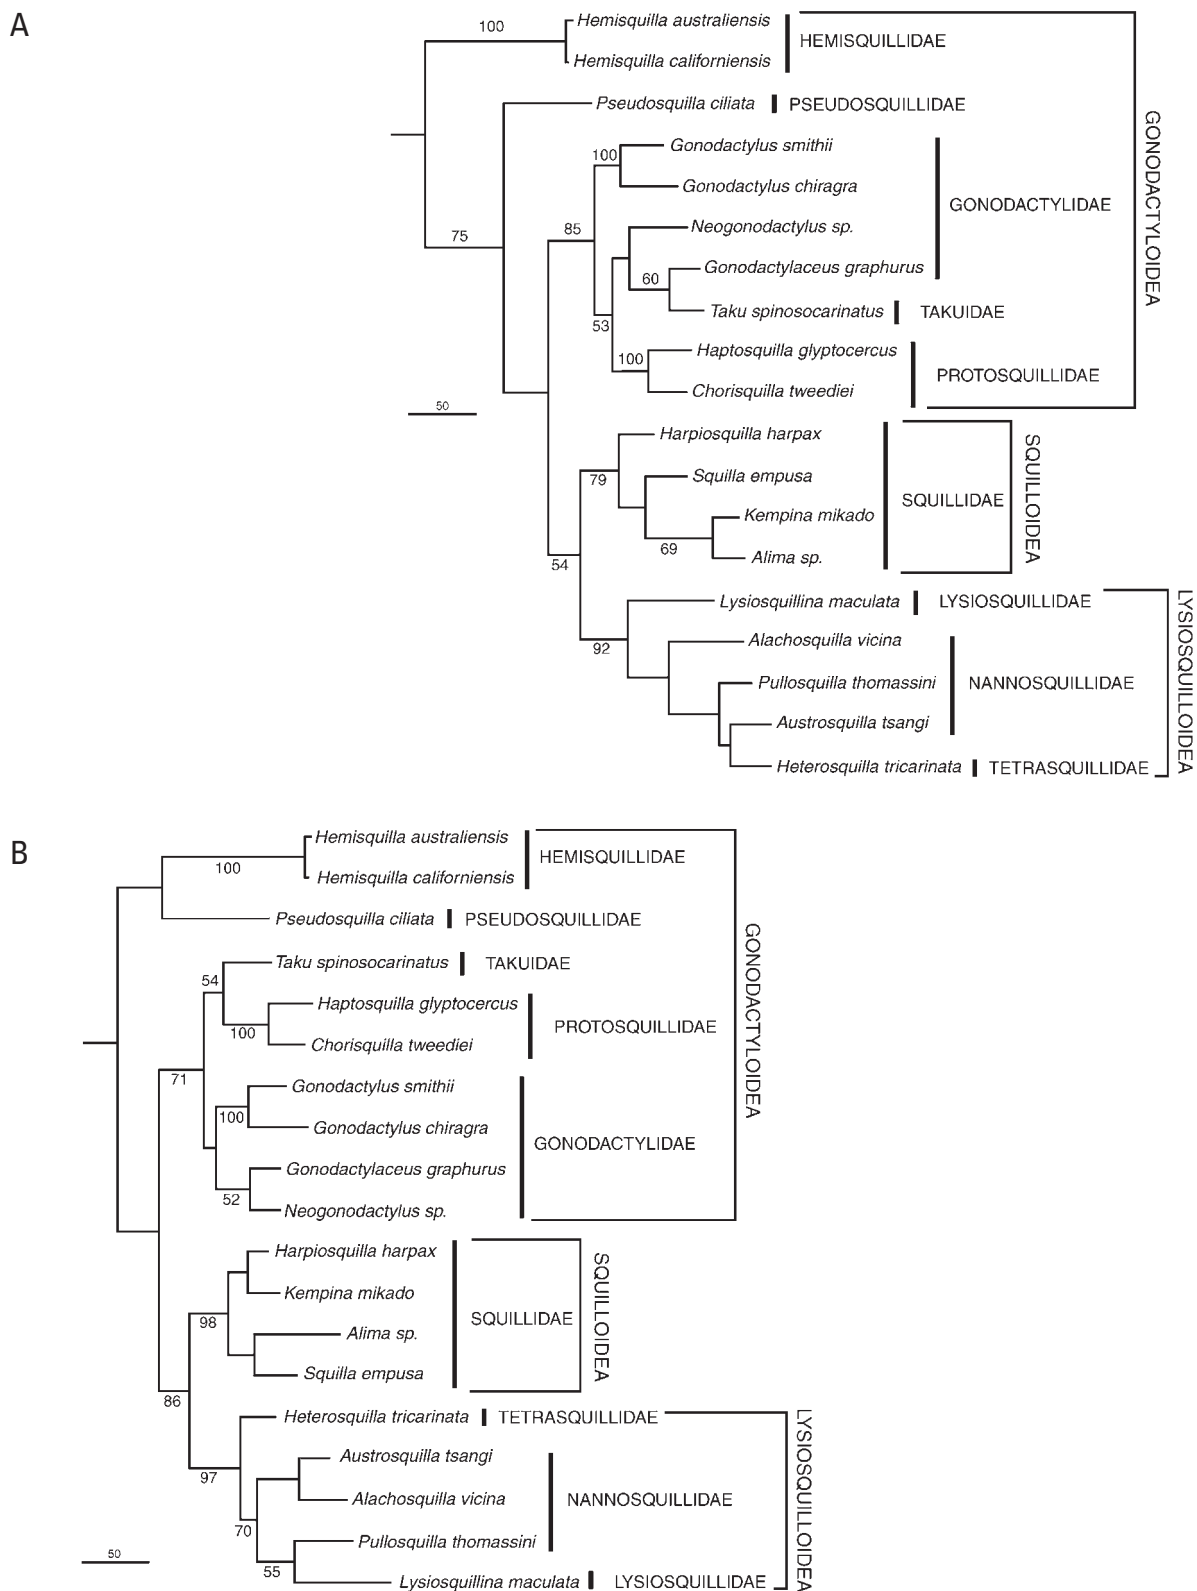 A
100
Hemisquilla australiensis
Hemisquilla californiensis
HEMISQUILLIDAE
Pseudosquilla ciliata
PSEUDOSQUILLIDAE
75
85
100
Gonodactylus smithii
Gonodactylus chiragra
GONODACTYLIDAE
Neogonodactylus sp.
Gonodactylaceus graphurus
60
Taku spinosocarinatus
TAKUIDAE
53
100
Haptosquilla glyptocercus
Chorisquilla tweediei
PROTOSQUILLIDAE
GONODACTYLOIDEA
50
Harpiosquilla harpax
79
Squilla empusa
Kempina mikado
69
Alima sp.
SQUILLIDAE
SQUILLOIDEA
54
Lysiosquillina maculata
LYSIOSQUILLIDAE
92
Alachosquilla vicina
Pullosquilla thomassini
NANNOSQUILLIDAE
Austrosquilla tsangi
Heterosquilla tricarinata
TETRASQUILLIDAE
LYSIOSQUILLOIDEA
B
Hemisquilla australiensis
100
Hemisquilla californiensis
HEMISQUILLIDAE
Pseudosquilla ciliata
PSEUDOSQUILLIDAE
Taku spinosocarinatus
TAKUIDAE
54
Haptosquilla glyptocercus
100
Chorisquilla tweediei
PROTOSQUILLIDAE
71
Gonodactylus smithii
100
Gonodactylus chiragra
GONODACTYLIDAE
Gonodactylaceus graphurus
52
Neogonodactylus sp.
GONODACTYLOIDEA
Harpiosquilla harpax
Kempina mikado
98
Alima sp.
Squilla empusa
SQUILLIDAE
SQUILLOIDEA
86
Heterosquilla tricarinata
TETRASQUILLIDAE
97
Austrosquilla tsangi
Alachosquilla vicina
NANNOSQUILLIDAE
70
Pullosquilla thomassini
55
Lysiosquillina maculata
LYSIOSQUILLIDAE
LYSIOSQUILLOIDEA
50